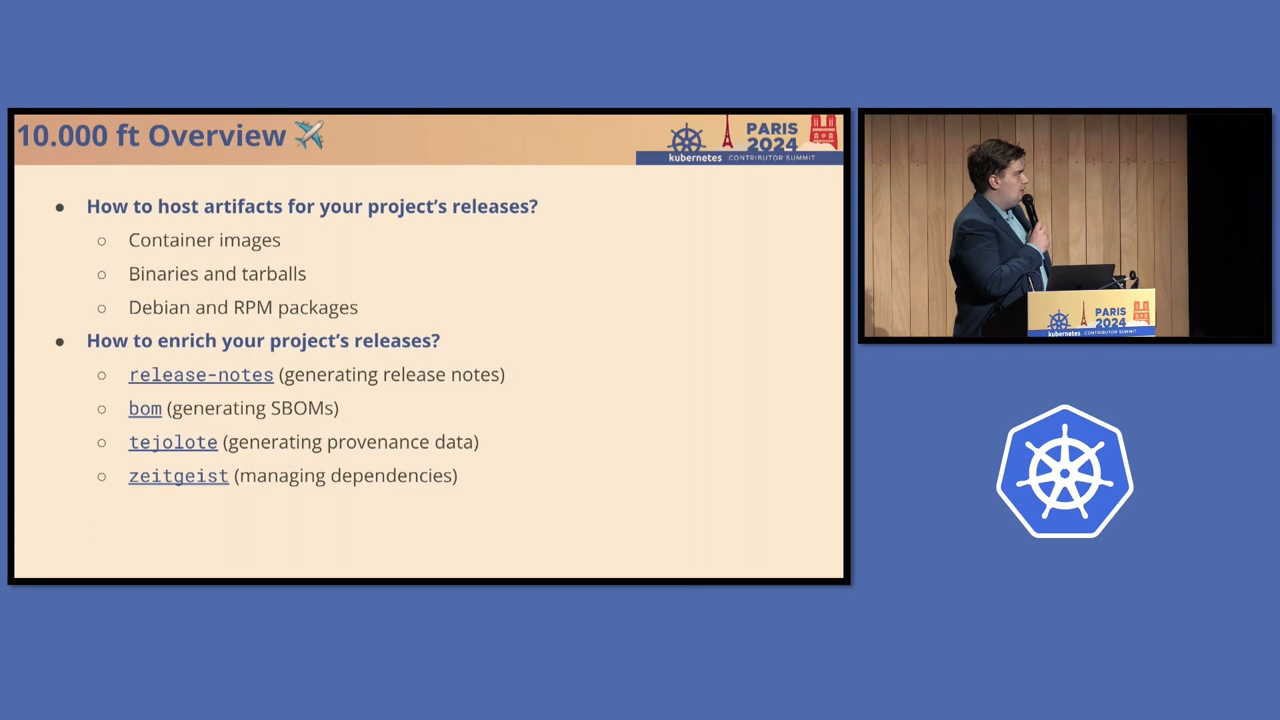 10.000 ft Overview ✈️
PARIS
2024
kubernetes CONTRIBUTOR SUMMIT
● How to host artifacts for your project’s releases?
○ Container images
○ Binaries and tarballs
○ Debian and RPM packages
● How to enrich your project’s releases?
○ release-notes (generating release notes)
○ bom (generating SBOMs)
○ tejolote (generating provenance data)
○ zeitgeist (managing dependencies)
PARIS
2024
kubernetes CONTRIBUTOR SUMMIT